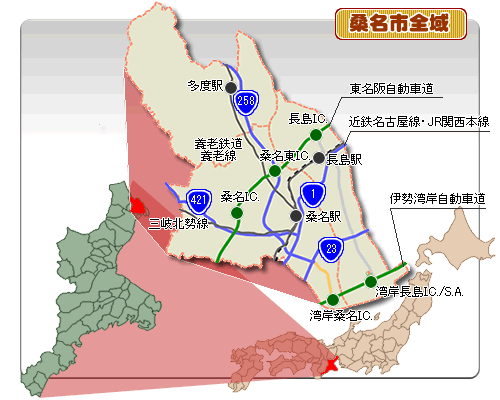 桑名市全域
東名阪自動車道
多度駅
258
長島IC.
近鉄名古屋線・JR関西本線
養老鉄道
養老線
桑名東IC.
長島駅
421
桑名IC.
1
伊勢湾岸自動車道
三岐北勢線
桑名駅
23
湾岸長島IC./S.A.
湾岸桑名IC.